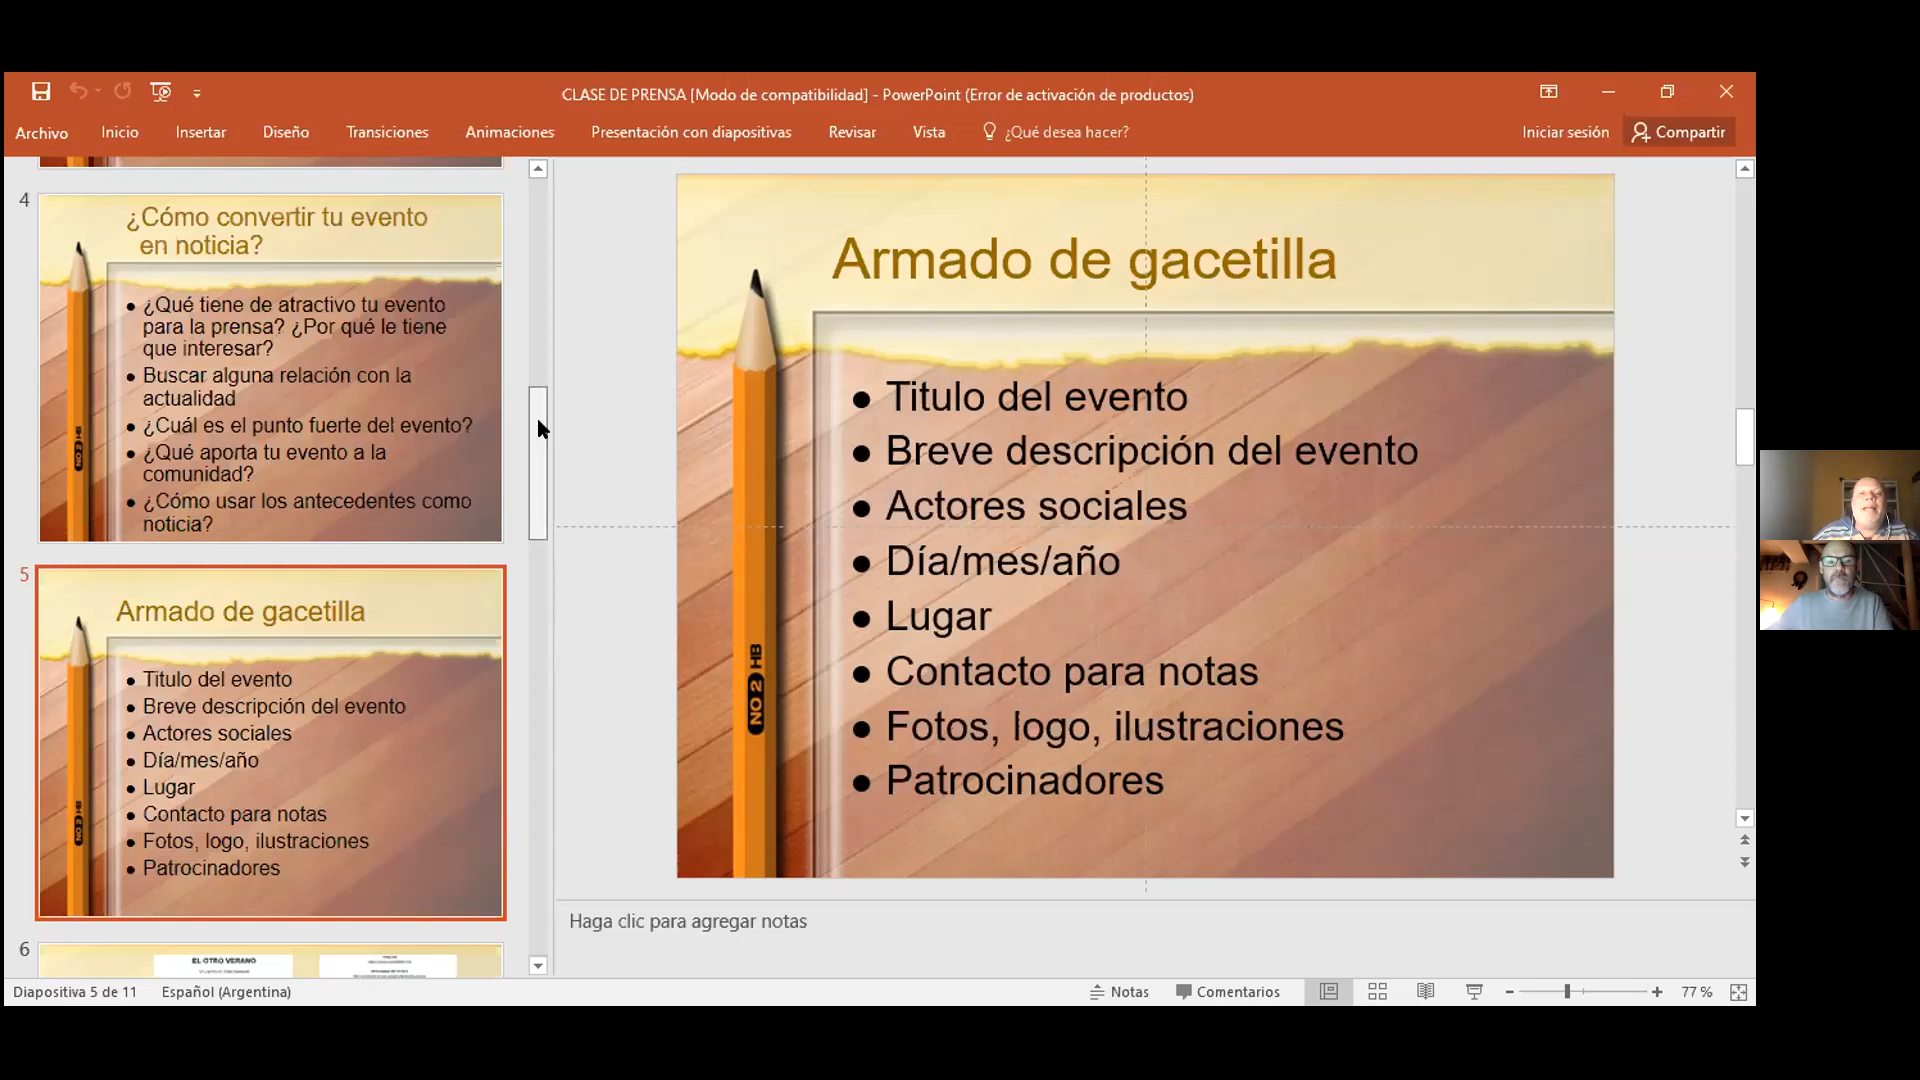 CLASE DE PRENSA [Modo de compatibilidad] - PowerPoint (Error de activación de productos)
Archivo Inicio Insertar Diseño Transiciones Animaciones Presentación con diapositivas Revisar Vista ¿Qué desea hacer? Iniciar sesión Compartir
4
¿Cómo convertir tu evento
en noticia?
• ¿Qué tiene de atractivo tu evento
para la prensa? ¿Por qué le tiene
que interesar?
• Buscar alguna relación con la
actualidad
• ¿Cuál es el punto fuerte del evento?
• ¿Qué aporta tu evento a la
comunidad?
• ¿Cómo usar los antecedentes como
noticia?
NO 2 HB
5
Armado de gacetilla
• Titulo del evento
• Breve descripción del evento
• Actores sociales
• Día/mes/año
• Lugar
• Contacto para notas
• Fotos, logo, ilustraciones
• Patrocinadores
NO 2 HB
6
EL OTRO VERANO
Armado de gacetilla
• Titulo del evento
• Breve descripción del evento
• Actores sociales
• Día/mes/año
• Lugar
• Contacto para notas
• Fotos, logo, ilustraciones
• Patrocinadores
NO 2 HB
Haga clic para agregar notas
Diapositiva 5 de 11 Español (Argentina) Notas Comentarios 77 %